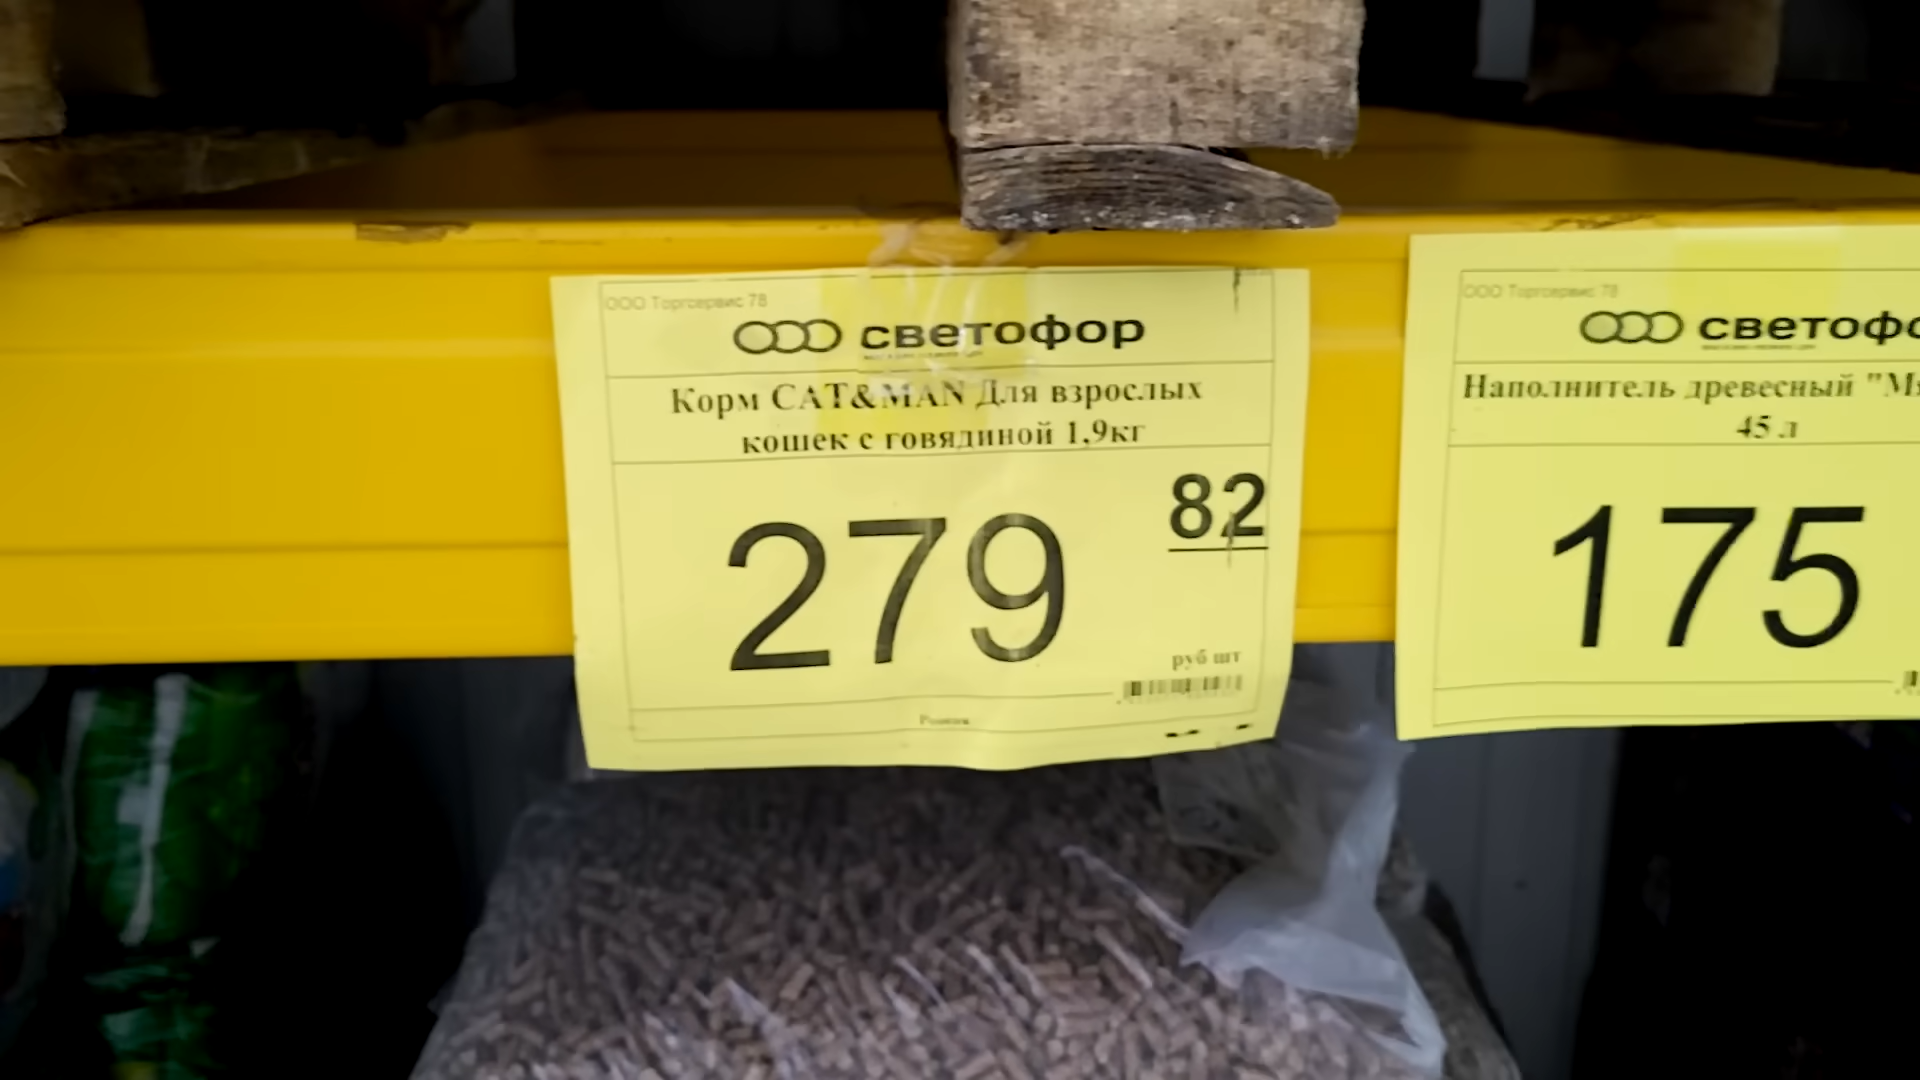 ООО Торгсервис 78
светофор
Корм CAT&MAN Для взрослых
кошек с говядиной 1,9кг
279
82
руб шт
ООО Торгсервис 78
светофо
Наполнитель древесный
45 л
175